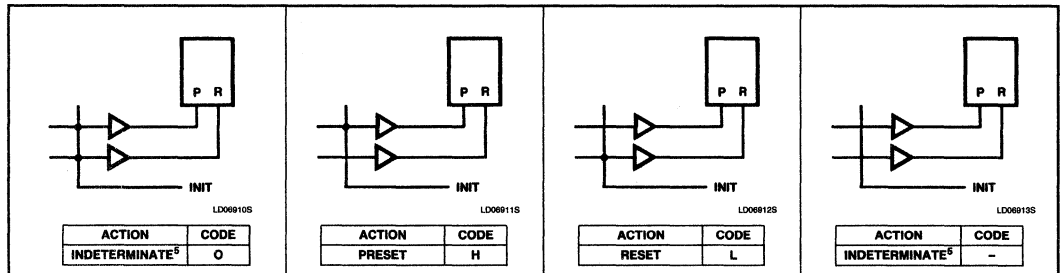 P R
INIT
LD06910S
ACTION CODE
INDETERMINATE5 O
P R
INIT
LD06911S
ACTION CODE
PRESET H
P R
INIT
LD06912S
ACTION CODE
RESET L
P R
INIT
LD06913S
ACTION CODE
INDETERMINATE5 –